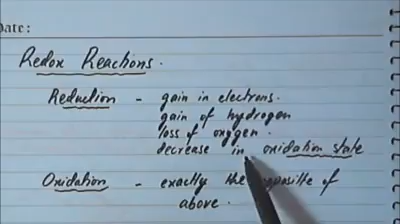 Date:
Redox Reactions.
Reduction - gain in electrons.
gain of hydrogen
loss of oxygen.
decrease in oxidation state
Oxidation - exactly the opposite of
above.